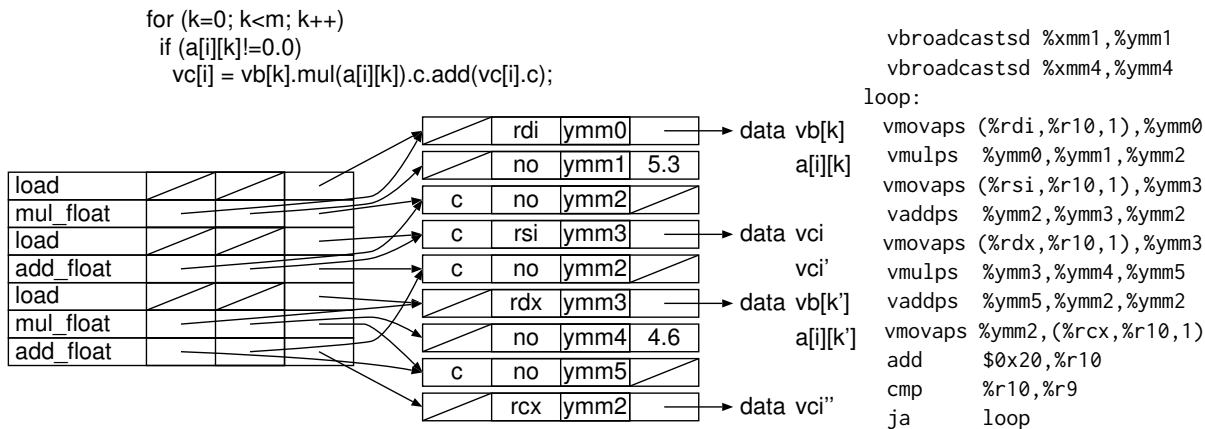 for (k=0; k<m; k++)
if (a[i][k]!=0.0)
vc[i] = vb[k].mul(a[i][k]).c.add(vc[i].c);
load
mul_float
load
add_float
load
mul_float
add_float
rdi ymm0 data vb[k]
no ymm1 5.3 a[i][k]
c no ymm2
c rsi ymm3 data vci
c no ymm2 vci'
rdx ymm3 data vb[k']
no ymm4 4.6 a[i][k']
c no ymm5
rcx ymm2 data vci''
vbroadcastsd %xmm1,%ymm1
vbroadcastsd %xmm4,%ymm4
loop:
vmovaps (%rdi,%r10,1),%ymm0
vmulps %ymm0,%ymm1,%ymm2
vmovaps (%rsi,%r10,1),%ymm3
vaddps %ymm2,%ymm3,%ymm2
vmovaps (%rdx,%r10,1),%ymm3
vmulps %ymm3,%ymm4,%ymm5
vaddps %ymm5,%ymm2,%ymm2
vmovaps %ymm2,(%rcx,%r10,1)
add $0x20,%r10
cmp %r10,%r9
ja loop